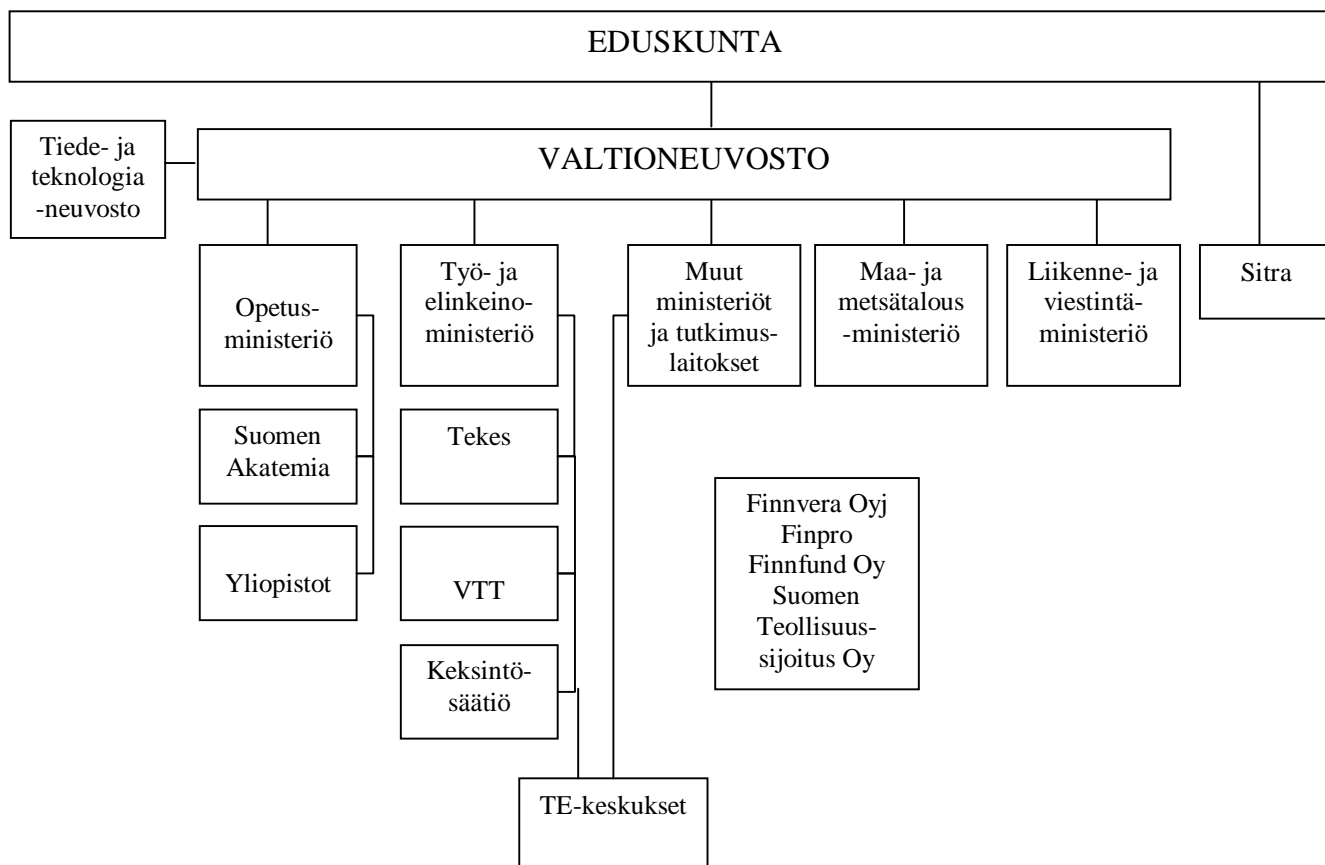 EDUSKUNTA
Tiede- ja
teknologia
-neuvosto
VALTIONEUVOSTO
Opetus-
ministeriö
Työ- ja
elinkeino-
ministeriö
Muut
ministeriöt
ja tutkimus-
laitokset
Maa- ja
metsätalous
-ministeriö
Liikenne- ja
viestintä-
ministeriö
Sitra
Suomen
Akatemia
Tekes
Finnvera Oyj
Finpro
Finnfund Oy
Suomen
Teollisuus-
sijoitus Oy
Yliopistot
VTT
Keksintö-
säätiö
TE-keskukset